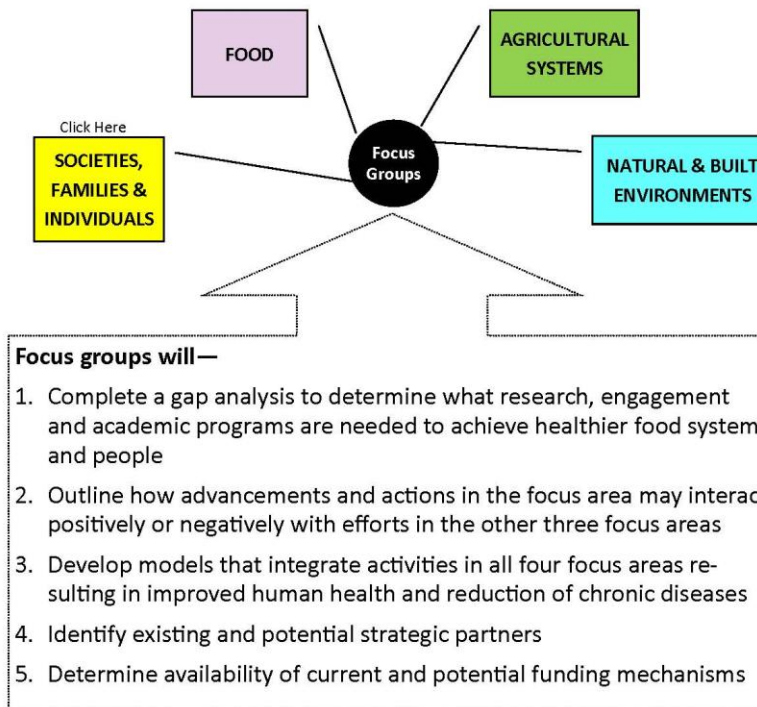 FOOD
AGRICULTURAL
SYSTEMS
Click Here
SOCIETIES,
FAMILIES &
INDIVIDUALS
Focus
Groups
NATURAL & BUILT
ENVIRONMENTS
Focus groups will—
1. Complete a gap analysis to determine what research, engagement
and academic programs are needed to achieve healthier food system
and people
2. Outline how advancements and actions in the focus area may interac
positively or negatively with efforts in the other three focus areas
3. Develop models that integrate activities in all four focus areas re-
sulting in improved human health and reduction of chronic diseases
4. Identify existing and potential strategic partners
5. Determine availability of current and potential funding mechanisms